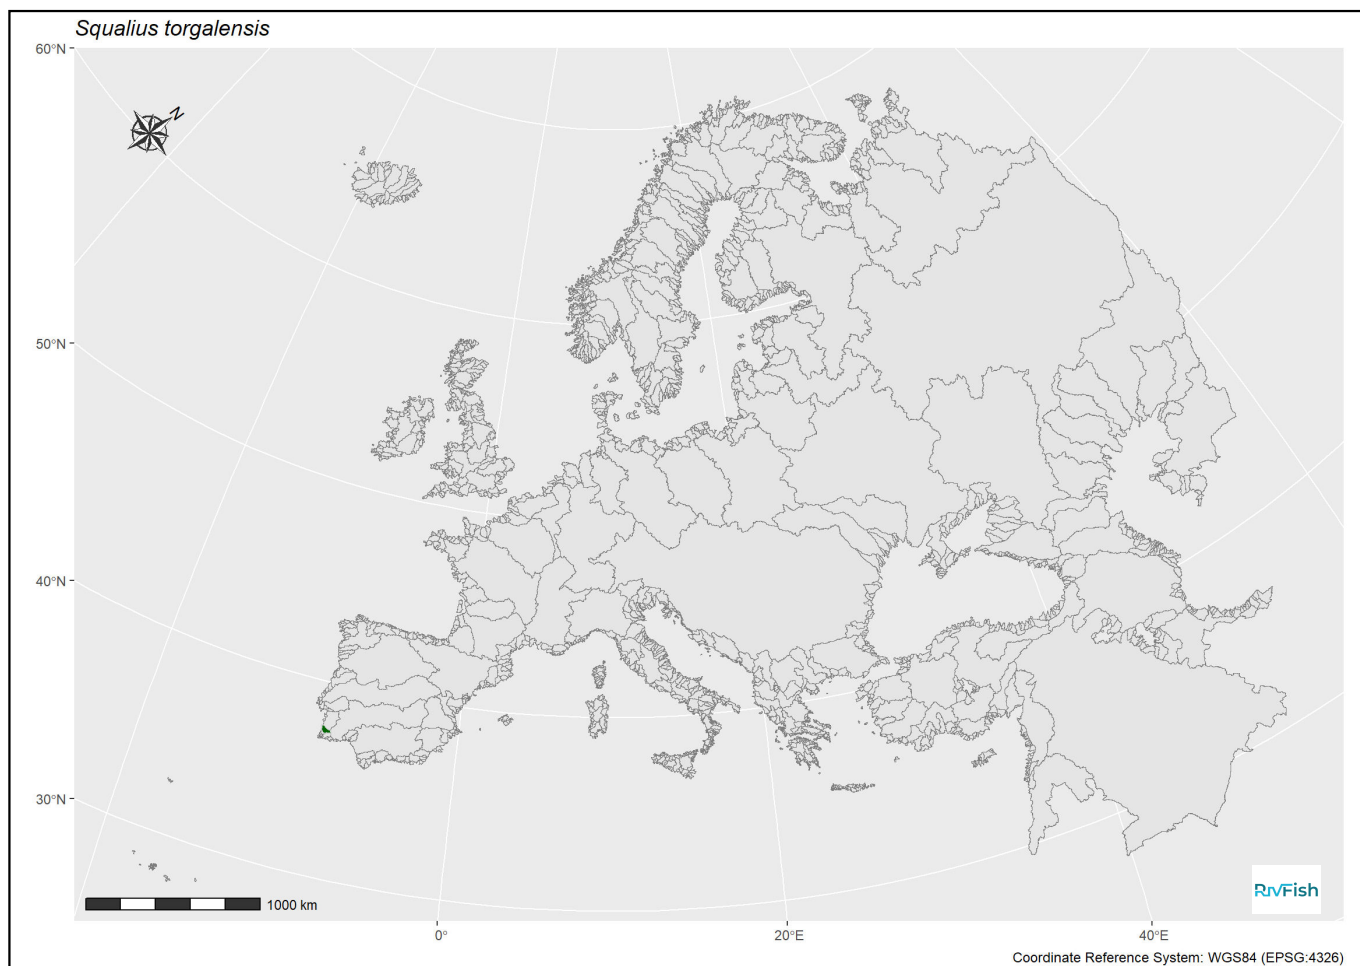 Squalius torgalensis
60°N
N
50°N
40°N
30°N
1000 km
RivFish
0°
20°E
40°E
Coordinate Reference System: WGS84 (EPSG:4326)